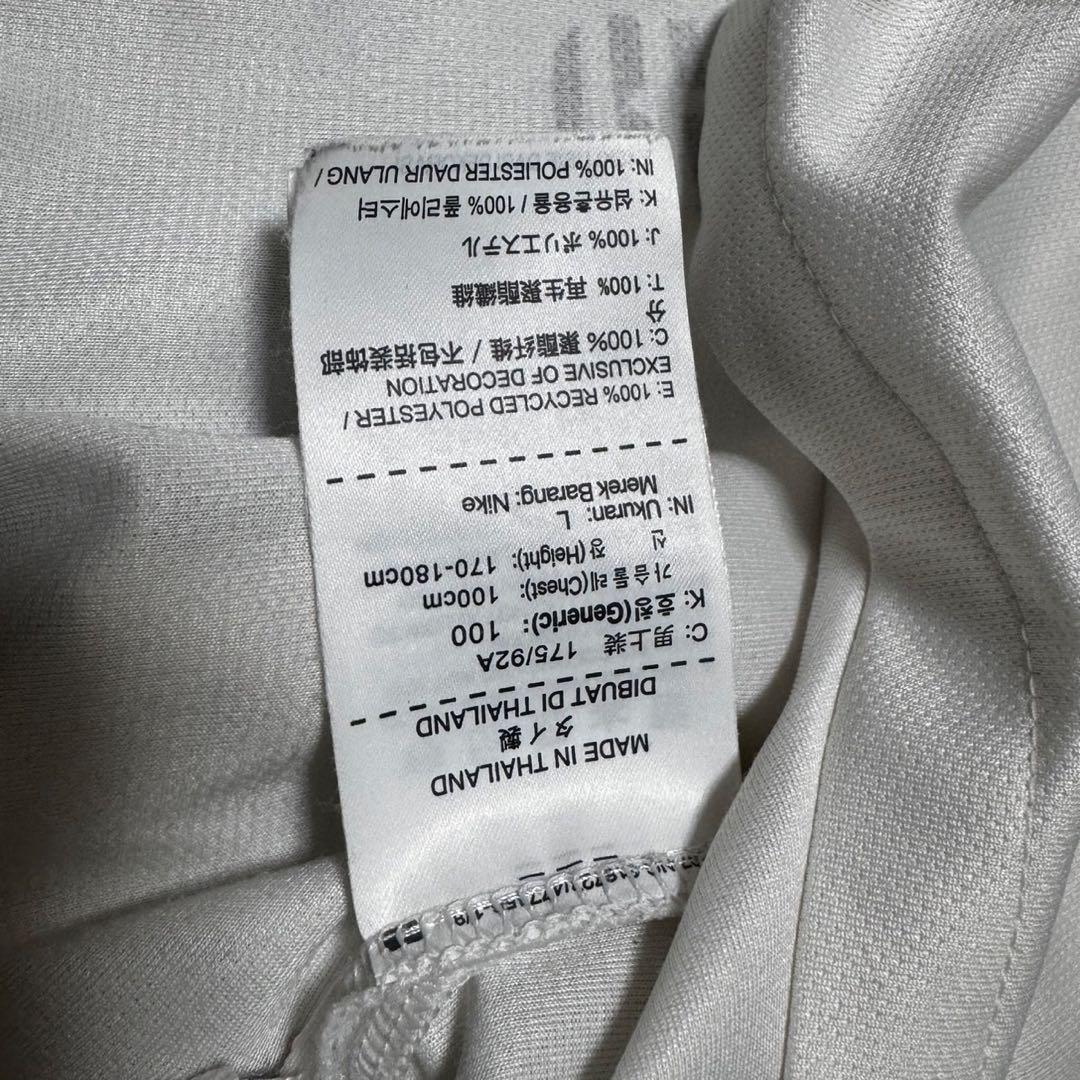 MADE IN THAILAND
タイ製
DIBUAT DI THAILAND
C: 男上装 175/92A
K: 호칭(Generic): 100
가슴둘레(Chest): 100cm
신 장(Height): 170-180cm
IN: Ukuran: L
Merek Barang: Nike
E: 100% RECYCLED POLYESTER /
EXCLUSIVE OF DECORATION
C: 100% 聚酯纤维 / 不包括装饰部
分
T: 100% 再生聚酯纖維
J: 100% ポリエステル
K: 섬유혼용율 / 100% 폴리에스터
IN: 100% POLIESTER DAUR ULANG /